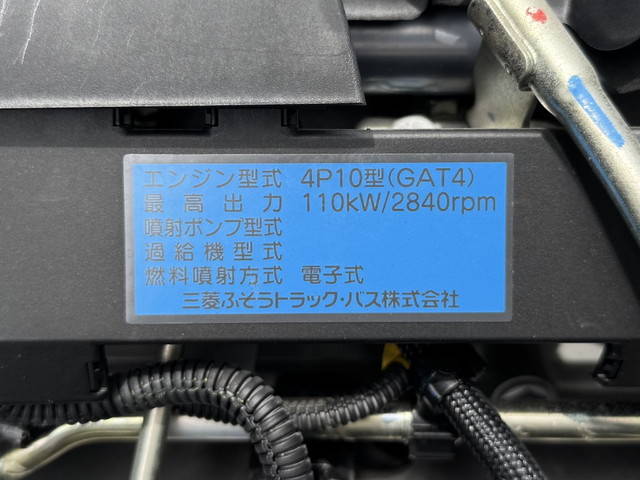 エンジン型式 4P10型(GAT4)
最高出力 110kW/2840rpm
噴射ポンプ型式
過給機型式
燃料噴射方式 電子式
三菱ふそうトラック・バス株式会社